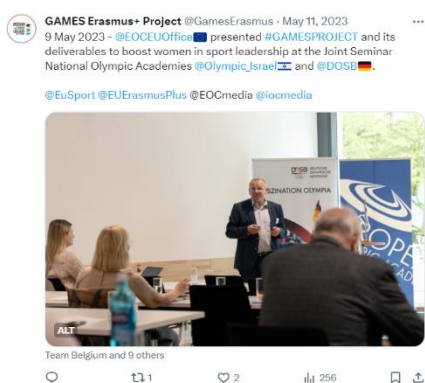 GAMES Erasmus+ Project @GamesErasmus · May 11, 2023
9 May 2023 - @EOCEUOffice🇪🇺 presented #GAMESPROJECT and its
deliverables to boost women in sport leadership at the Joint Seminar
National Olympic Academies @Olympic_Israel🇮🇱 and @DOSB🇩🇪.
@EuSport @EUErasmusPlus @EOCmedia @iocmedia
DOSB
SZINATION OLYMPIA
ALT
Team Belgium and 9 others
1
2
256